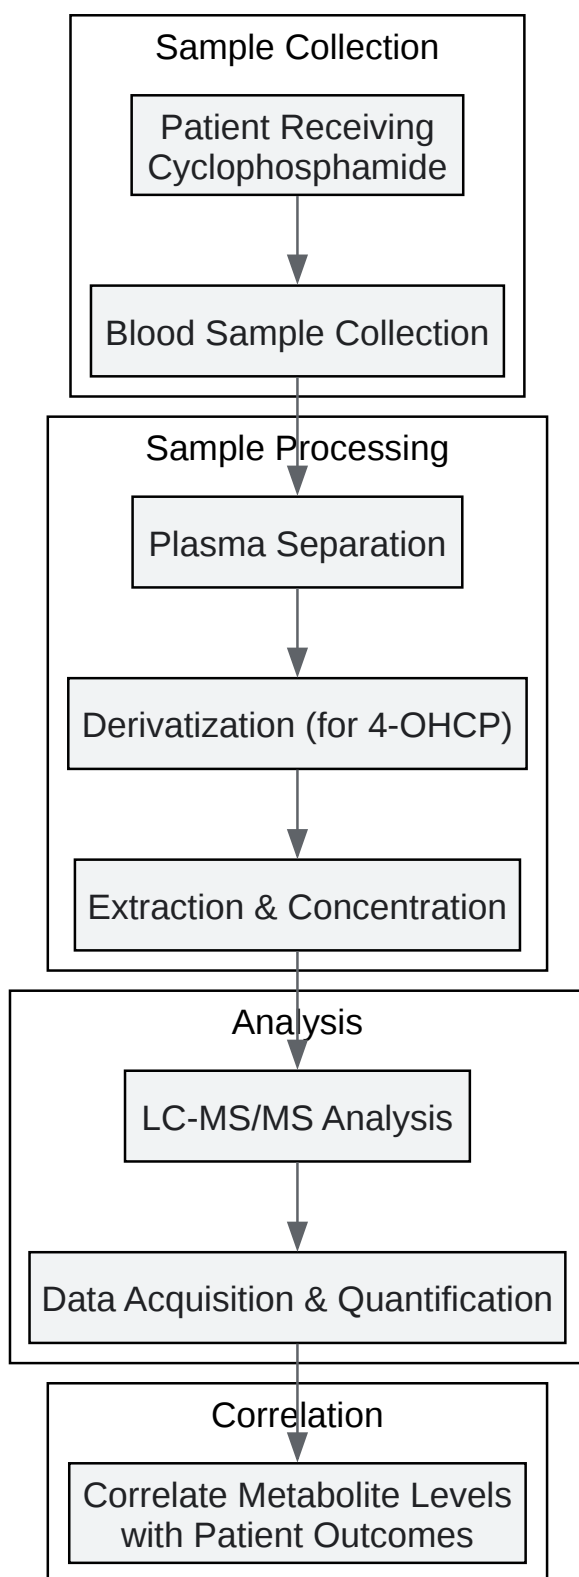 Sample Collection
Patient Receiving
Cyclophosphamide
Blood Sample Collection
Sample Processing
Plasma Separation
Derivatization (for 4-OHCP)
Extraction & Concentration
Analysis
LC-MS/MS Analysis
Data Acquisition & Quantification
Correlation
Correlate Metabolite Levels
with Patient Outcomes